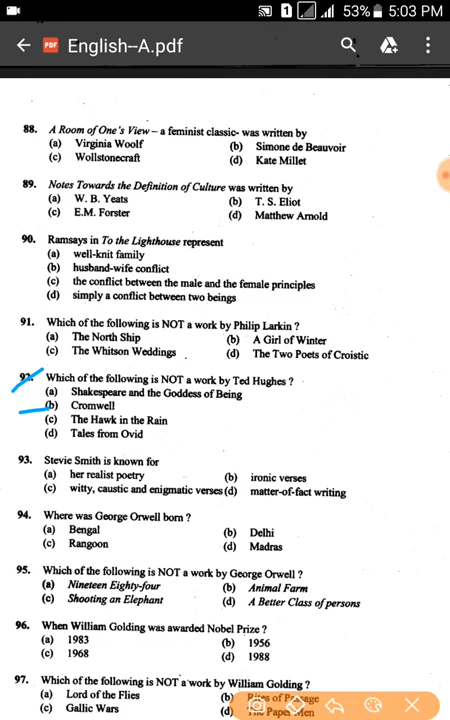 1 53% 5:03 PM
PDF English--A.pdf
88. A Room of One's View – a feminist classic- was written by
(a) Virginia Woolf (b) Simone de Beauvoir
(c) Wollstonecraft (d) Kate Millet
89. Notes Towards the Definition of Culture was written by
(a) W. B. Yeats (b) T. S. Eliot
(c) E.M. Forster (d) Matthew Arnold
90. Ramsays in To the Lighthouse represent
(a) well-knit family
(b) husband-wife conflict
(c) the conflict between the male and the female principles
(d) simply a conflict between two beings
91. Which of the following is NOT a work by Philip Larkin ?
(a) The North Ship (b) A Girl of Winter
(c) The Whitson Weddings (d) The Two Poets of Croistic
92. Which of the following is NOT a work by Ted Hughes ?
(a) Shakespeare and the Goddess of Being
(b) Cromwell
(c) The Hawk in the Rain
(d) Tales from Ovid
93. Stevie Smith is known for
(a) her realist poetry (b) ironic verses
(c) witty, caustic and enigmatic verses (d) matter-of-fact writing
94. Where was George Orwell born ?
(a) Bengal (b) Delhi
(c) Rangoon (d) Madras
95. Which of the following is NOT a work by George Orwell ?
(a) Nineteen Eighty-four (b) Animal Farm
(c) Shooting an Elephant (d) A Better Class of persons
96. When William Golding was awarded Nobel Prize ?
(a) 1983 (b) 1956
(c) 1968 (d) 1988
97. Which of the following is NOT a work by William Golding ?
(a) Lord of the Flies (b) Rites of Passage
(c) Gallic Wars (d) The Paper Men